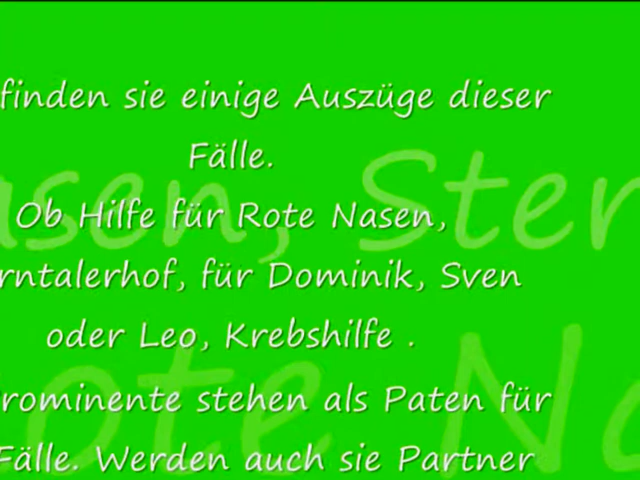 finden sie einige Auszüge dieser
Fälle.
Ob Hilfe für Rote Nasen,
rntalerhof, für Dominik, Sven
oder Leo, Krebshilfe .
rominente stehen als Paten für
Fälle. Werden auch sie Partner